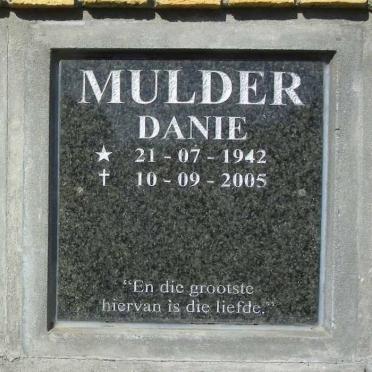 MULDER
DANIE
★ 21 - 07 - 1942
✝ 10 - 09 - 2005
“En die grootste
hiervan is die liefde.”